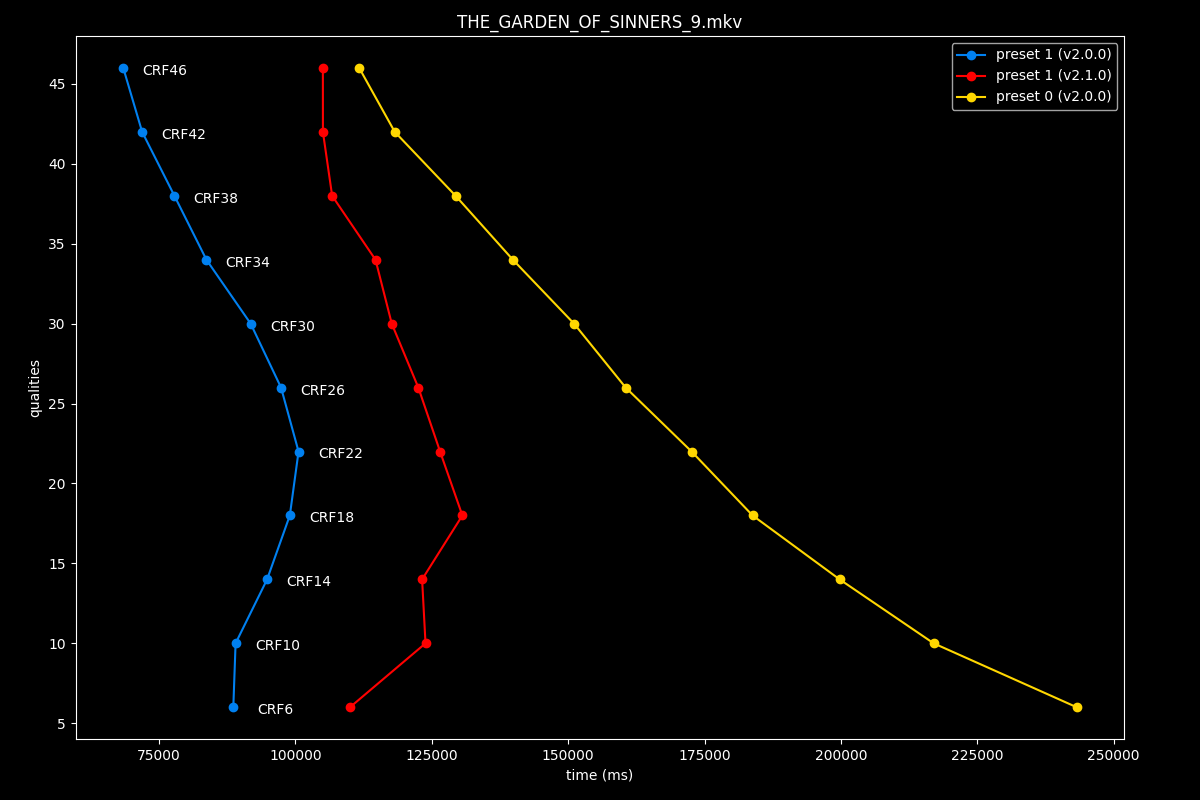 THE_GARDEN_OF_SINNERS_9.mkv
preset 1 (v2.0.0)
preset 1 (v2.1.0)
preset 0 (v2.0.0)
CRF46
CRF42
CRF38
CRF34
CRF30
CRF26
CRF22
CRF18
CRF14
CRF10
CRF6
45
40
35
30
25
20
15
10
5
qualities
75000 100000 125000 150000 175000 200000 225000 250000
time (ms)